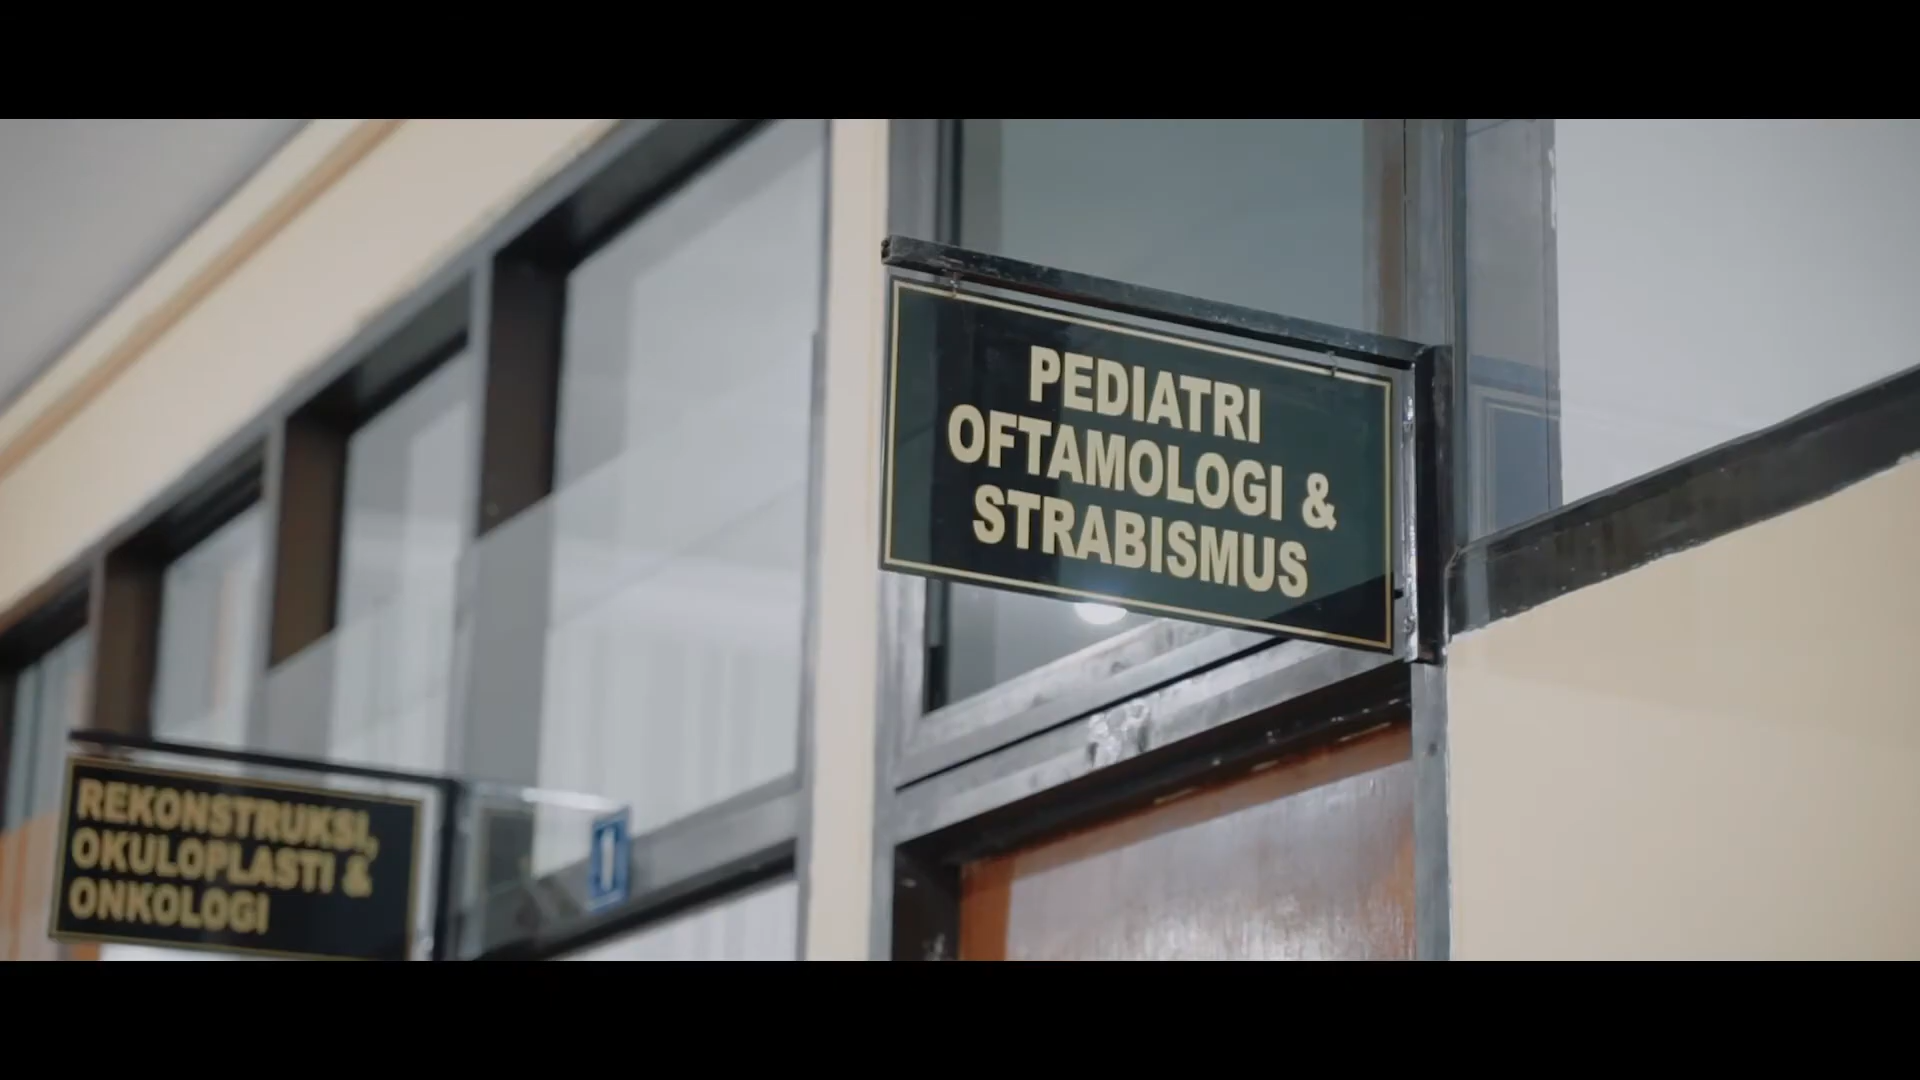 PEDIATRI
OFTAMOLOGI &
STRABISMUS
REKONSTRUKSI,
OKULOPLASTI &
ONKOLOGI